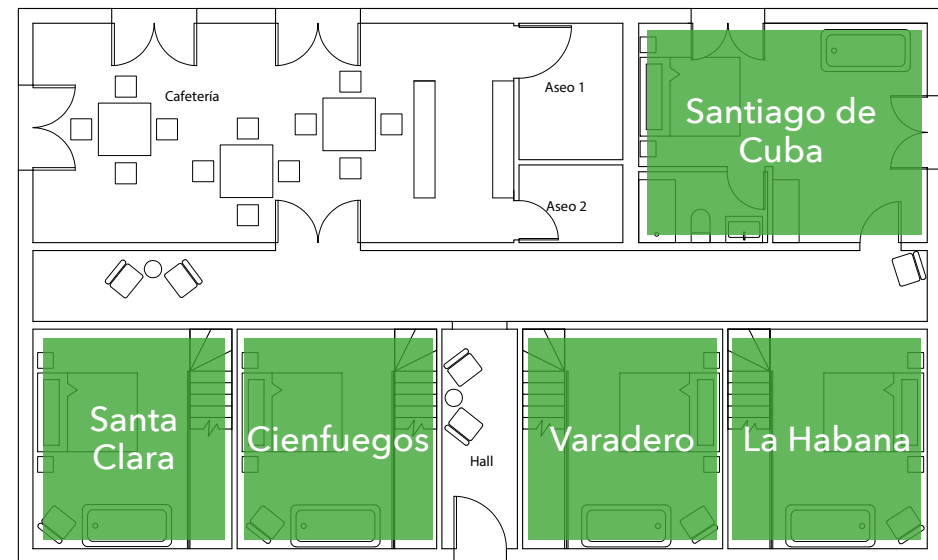 Cafetería
Aseo 1
Santiago de
Cuba
Aseo 2
Santa
Clara
Cienfuegos
Hall
Varadero
La Habana